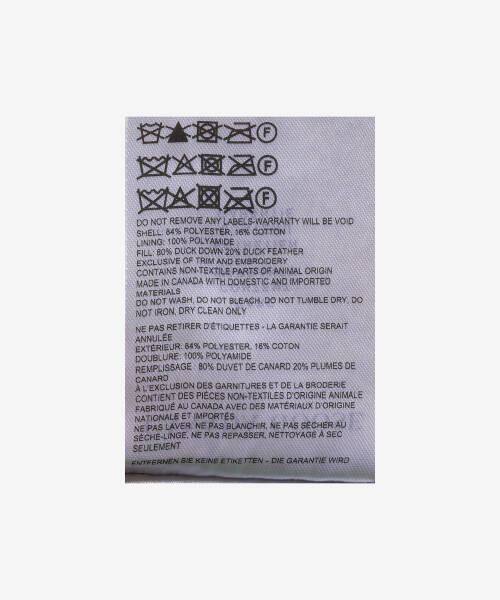 F
F
F
DO NOT REMOVE ANY LABELS-WARRANTY WILL BE VOID
SHELL: 84% POLYESTER, 16% COTTON
LINING: 100% POLYAMIDE
FILL: 80% DUCK DOWN 20% DUCK FEATHER
EXCLUSIVE OF TRIM AND EMBROIDERY
CONTAINS NON-TEXTILE PARTS OF ANIMAL ORIGIN
MADE IN CANADA WITH DOMESTIC AND IMPORTED
MATERIALS
DO NOT WASH, DO NOT BLEACH, DO NOT TUMBLE DRY, DO
NOT IRON, DRY CLEAN ONLY
NE PAS RETIRER D'ÉTIQUETTES - LA GARANTIE SERAIT
ANNULÉE
EXTÉRIEUR: 84% POLYESTER, 16% COTON
DOUBLURE: 100% POLYAMIDE
REMPLISSAGE : 80% DUVET DE CANARD 20% PLUMES DE
CANARD
À L'EXCLUSION DES GARNITURES ET DE LA BRODERIE
CONTIENT DES PIÈCES NON-TEXTILES D'ORIGINE ANIMALE
FABRIQUÉ AU CANADA AVEC DES MATÉRIAUX D'ORIGINE
NATIONALE ET IMPORTÉS
NE PAS LAVER, NE PAS BLANCHIR, NE PAS SÉCHER AU
SÈCHE-LINGE, NE PAS REPASSER, NETTOYAGE À SEC
SEULEMENT
ENTFERNEN SIE KEINE ETIKETTEN - DIE GARANTIE WIRD